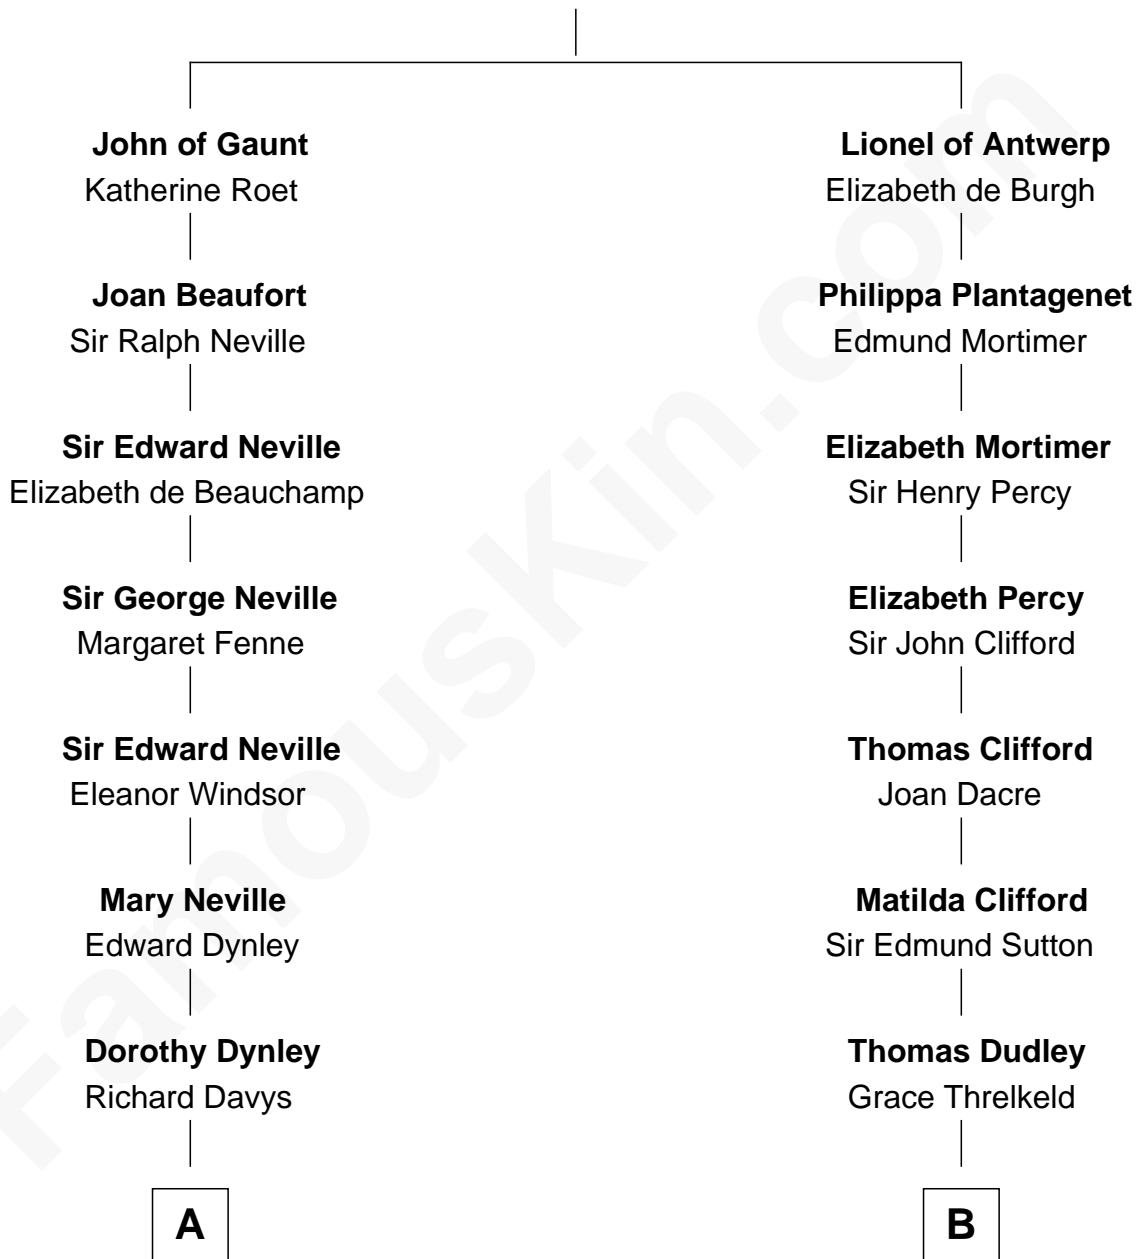 John of Gaunt
Katherine Roet
Joan Beaufort
Sir Ralph Neville
Sir Edward Neville
Elizabeth de Beauchamp
Sir George Neville
Margaret Fenne
Sir Edward Neville
Eleanor Windsor
Mary Neville
Edward Dynley
Dorothy Dynley
Richard Davys
A
Lionel of Antwerp
Elizabeth de Burgh
Philippa Plantagenet
Edmund Mortimer
Elizabeth Mortimer
Sir Henry Percy
Elizabeth Percy
Sir John Clifford
Thomas Clifford
Joan Dacre
Matilda Clifford
Sir Edmund Sutton
Thomas Dudley
Grace Threlkeld
B
FamousKin.com